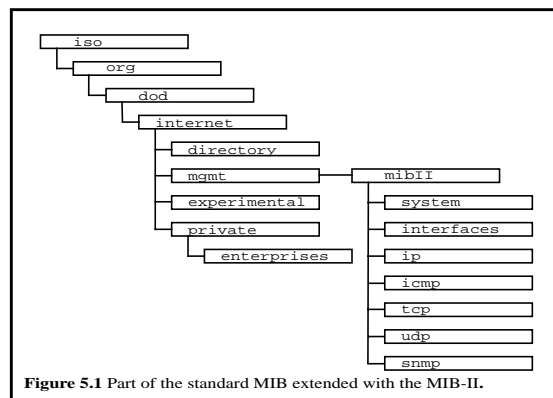 iso
org
dod
internet
directory
mgmt
mibII
experimental
system
private
interfaces
enterprises
ip
icmp
tcp
udp
snmp
Figure 5.1 Part of the standard MIB extended with the MIB-II.